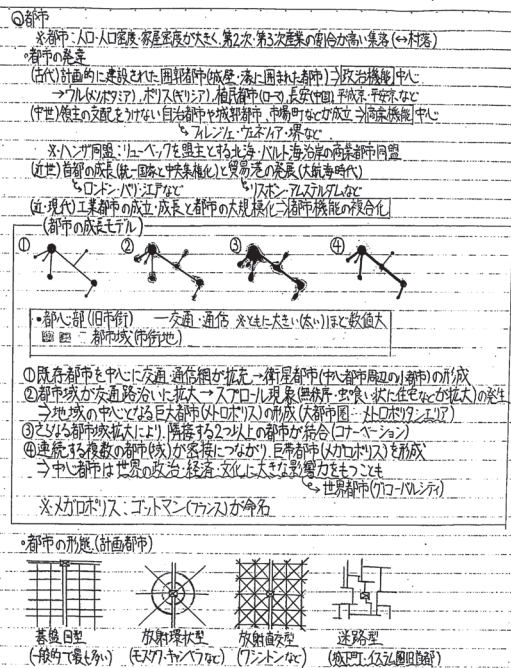 ◎都市
※都市：人口・人口密度・家屋密度が大きく、第2次・第3次産業の割合が高い集落(↔村落)
◦都市の発達
(古代)計画的に建設された囲郭都市(城壁・濠に囲まれた都市)⇒政治機能中心
→ウル(メソポタミア)、ポリス(ギリシア)、植民都市(ローマ)、長安(中国)、平城京・平安京など
(中世)領主の支配をうけない自治都市や城郭都市、市場町などが成立⇒商業機能中心
フィレンツェ・ヴェネツィア・堺など
※ハンザ同盟：リューベックを盟主とする北海・バルト海沿岸の商業都市同盟
(近世)首都の成長(統一国家と中央集権化)と貿易港の発展(大航海時代)
ロンドン・パリ・江戸など リスボン・アムステルダムなど
(近・現代)工業都市の成立・成長と都市の大規模化⇒都市機能の複合化
(都市の成長モデル)
① ② ③ ④
•都心部(旧市街) ―交通・通信 ※ともに大きい(太い)ほど数値大
都市域(市街地)
①既存都市を中心に交通・通信網が拡充→衛星都市(中心都市周辺の小都市)の形成
②都市域が交通路沿いに拡大→スプロール現象(無秩序・虫食い状に住宅などが拡大)の発生
⇒地域の中心となる巨大都市(メトロポリス)の形成(大都市圏…メトロポリタンエリア)
③さらなる都市域拡大により、隣接する2つ以上の都市が結合(コナーベーション)
④連続する複数の都市(域)が密接につながり、巨帯都市(メガロポリス)を形成
⇒中心都市は世界の政治・経済・文化に大きな影響力をもつことも
→世界都市(グローバルシティ)
※メガロポリス：ゴットマン(フランス)が命名
◦都市の形態(計画都市)
碁盤目型 放射環状型 放射直交型 迷路型
(一般的で最も多い) (モスクワ・キャンベラなど) (ワシントンなど) (城下町・イスラム圏旧首都)